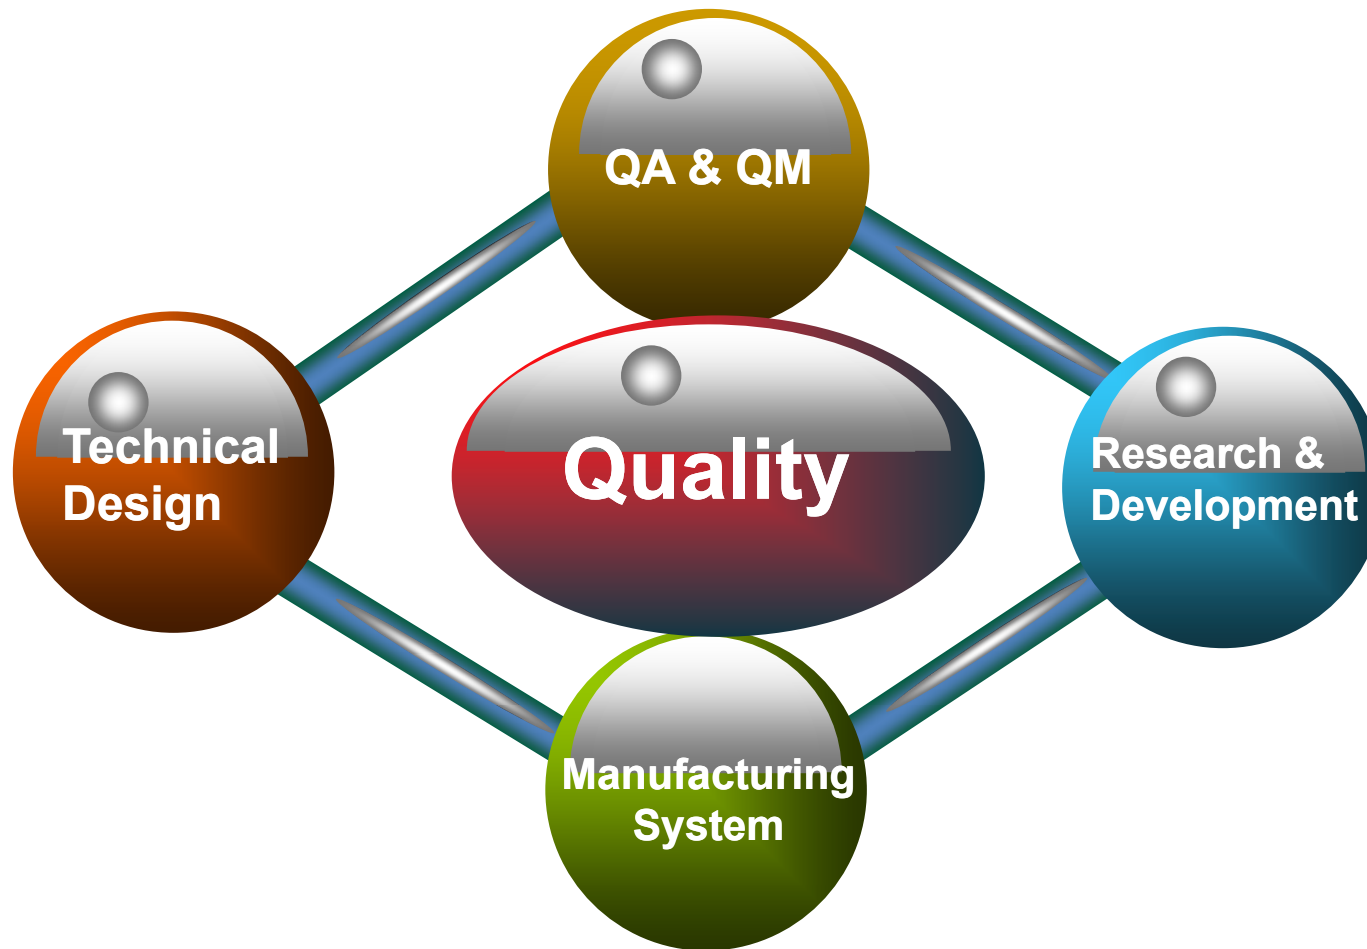 QA & QM
Technical
Design
Quality
Research &
Development
Manufacturing
System